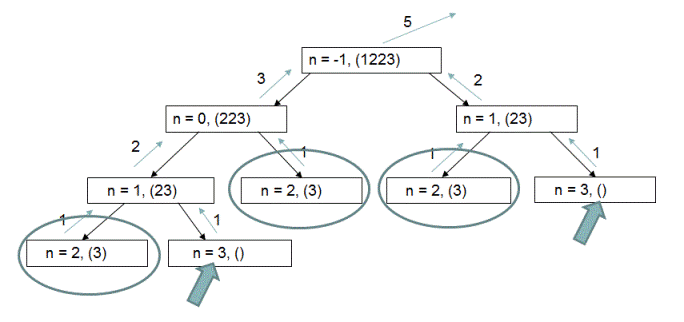 5
n = -1, (1223)
3
2
n = 0, (223)
n = 1, (23)
2
1
1
1
n = 1, (23)
n = 2, (3)
n = 2, (3)
n = 3, ()
1
1
n = 2, (3)
n = 3, ()